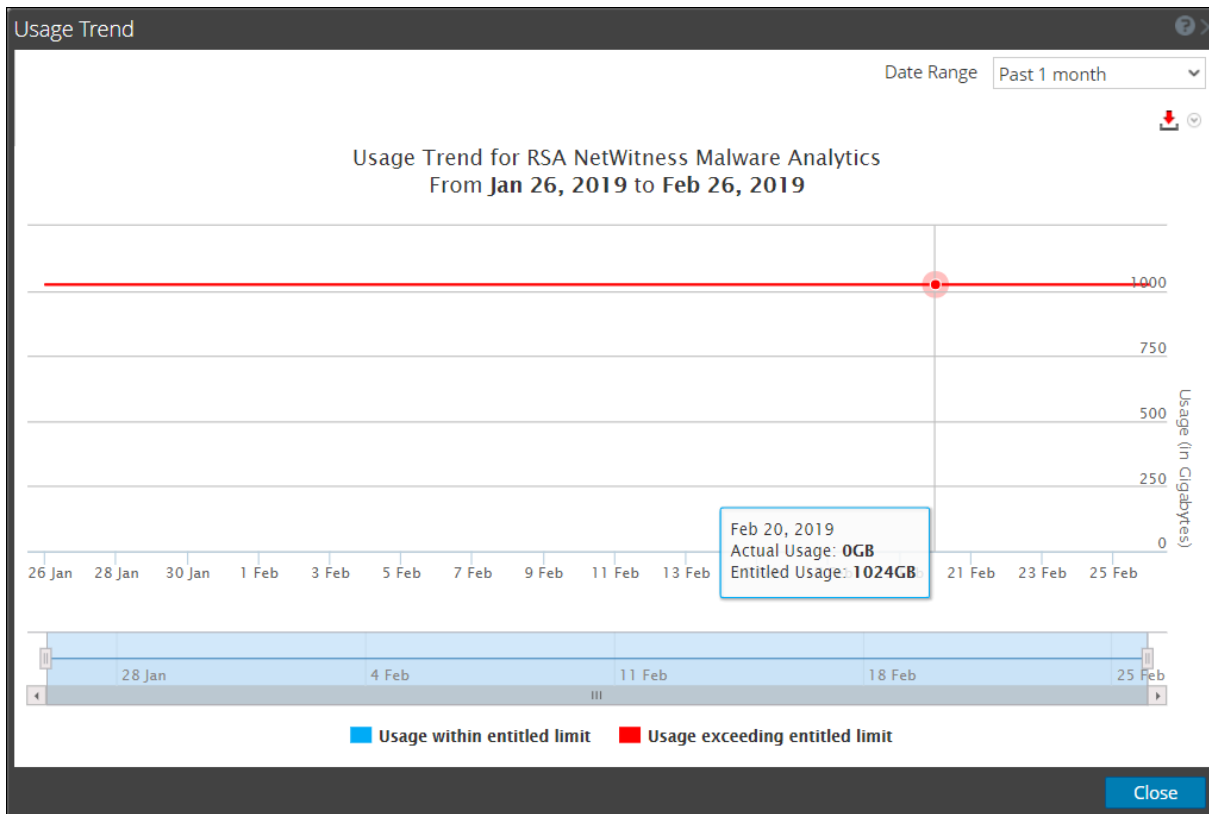 Usage Trend
Date Range Past 1 month
Usage Trend for RSA NetWitness Malware Analytics
From Jan 26, 2019 to Feb 26, 2019
1000
750
500
250
0
Usage (in Gigabytes)
Feb 20, 2019
Actual Usage: 0GB
Entitled Usage: 1024GB
26 Jan 28 Jan 30 Jan 1 Feb 3 Feb 5 Feb 7 Feb 9 Feb 11 Feb 13 Feb 21 Feb 23 Feb 25 Feb
28 Jan 4 Feb 11 Feb 18 Feb 25 Feb
Usage within entitled limit Usage exceeding entitled limit
Close